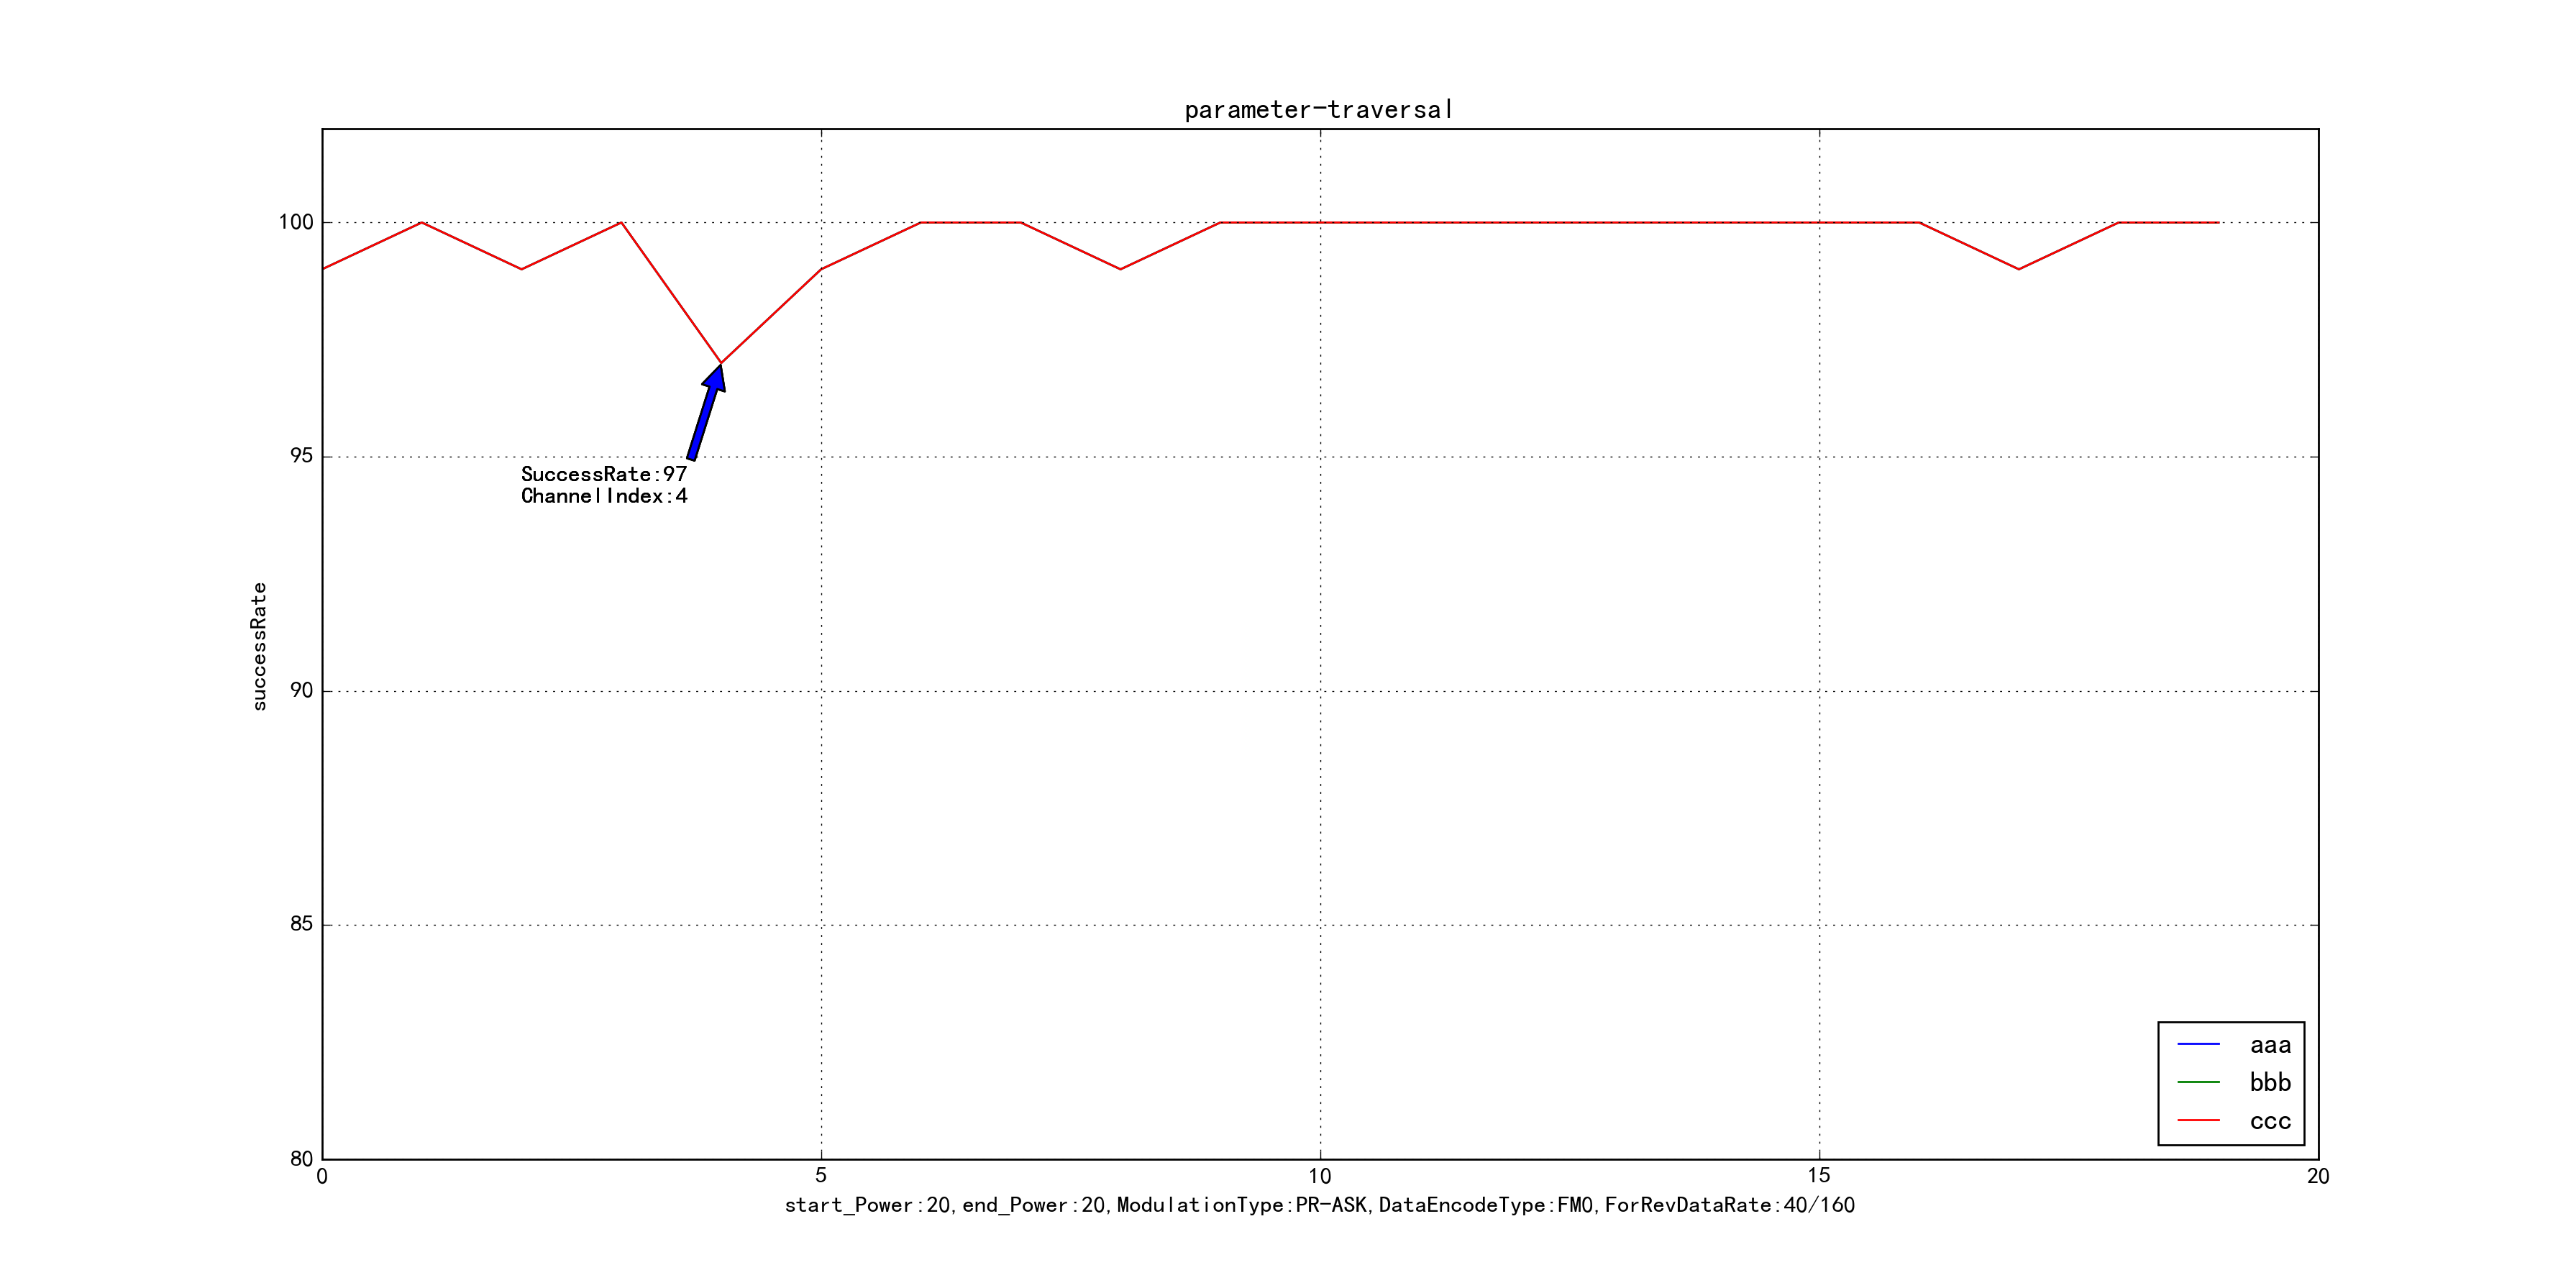 parameter-traversal
100
95
90
85
80
successRate
SuccessRate:97
ChannelIndex:4
aaa
bbb
ccc
0 5 10 15 20
start_Power:20,end_Power:20,ModulationType:PR-ASK,DataEncodeType:FM0,ForRevDataRate:40/160